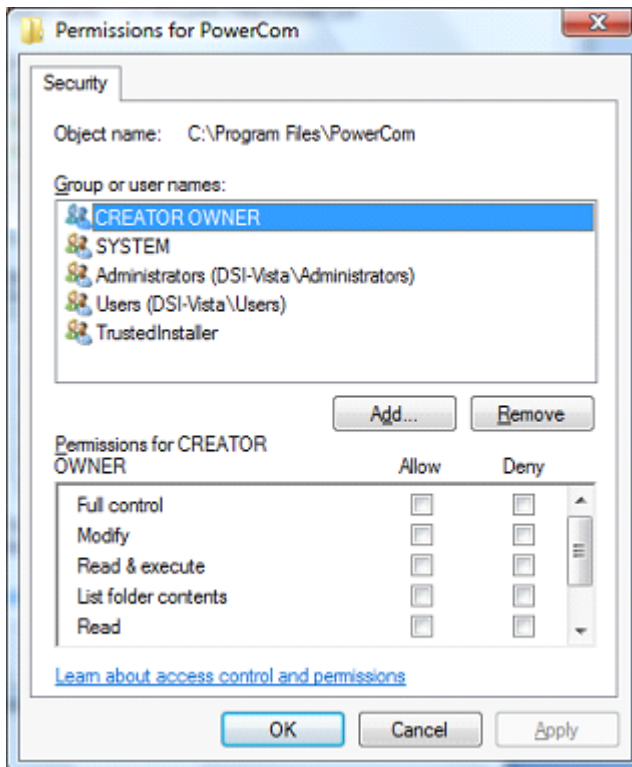 Permissions for PowerCom
Security
Object name: C:\Program Files\PowerCom
Group or user names:
CREATOR OWNER
SYSTEM
Administrators (DSI-Vista\Administrators)
Users (DSI-Vista\Users)
TrustedInstaller
Add... Remove
Permissions for CREATOR
OWNER Allow Deny
Full control
Modify
Read & execute
List folder contents
Read
Learn about access control and permissions
OK Cancel Apply